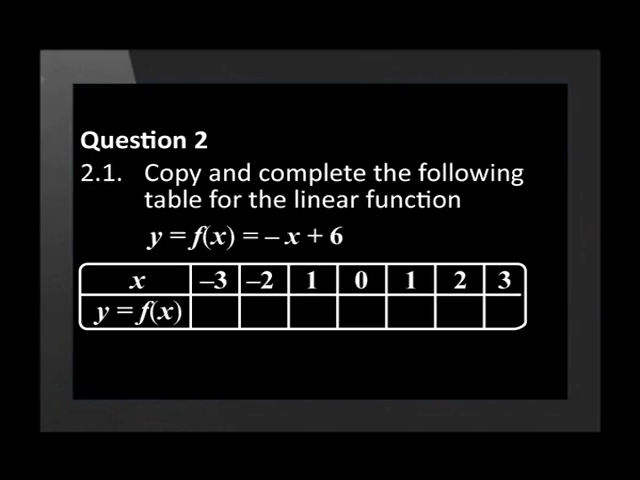 Question 2
2.1. Copy and complete the following
table for the linear function
y = f(x) = – x + 6
x –3 –2 1 0 1 2 3
y = f(x)